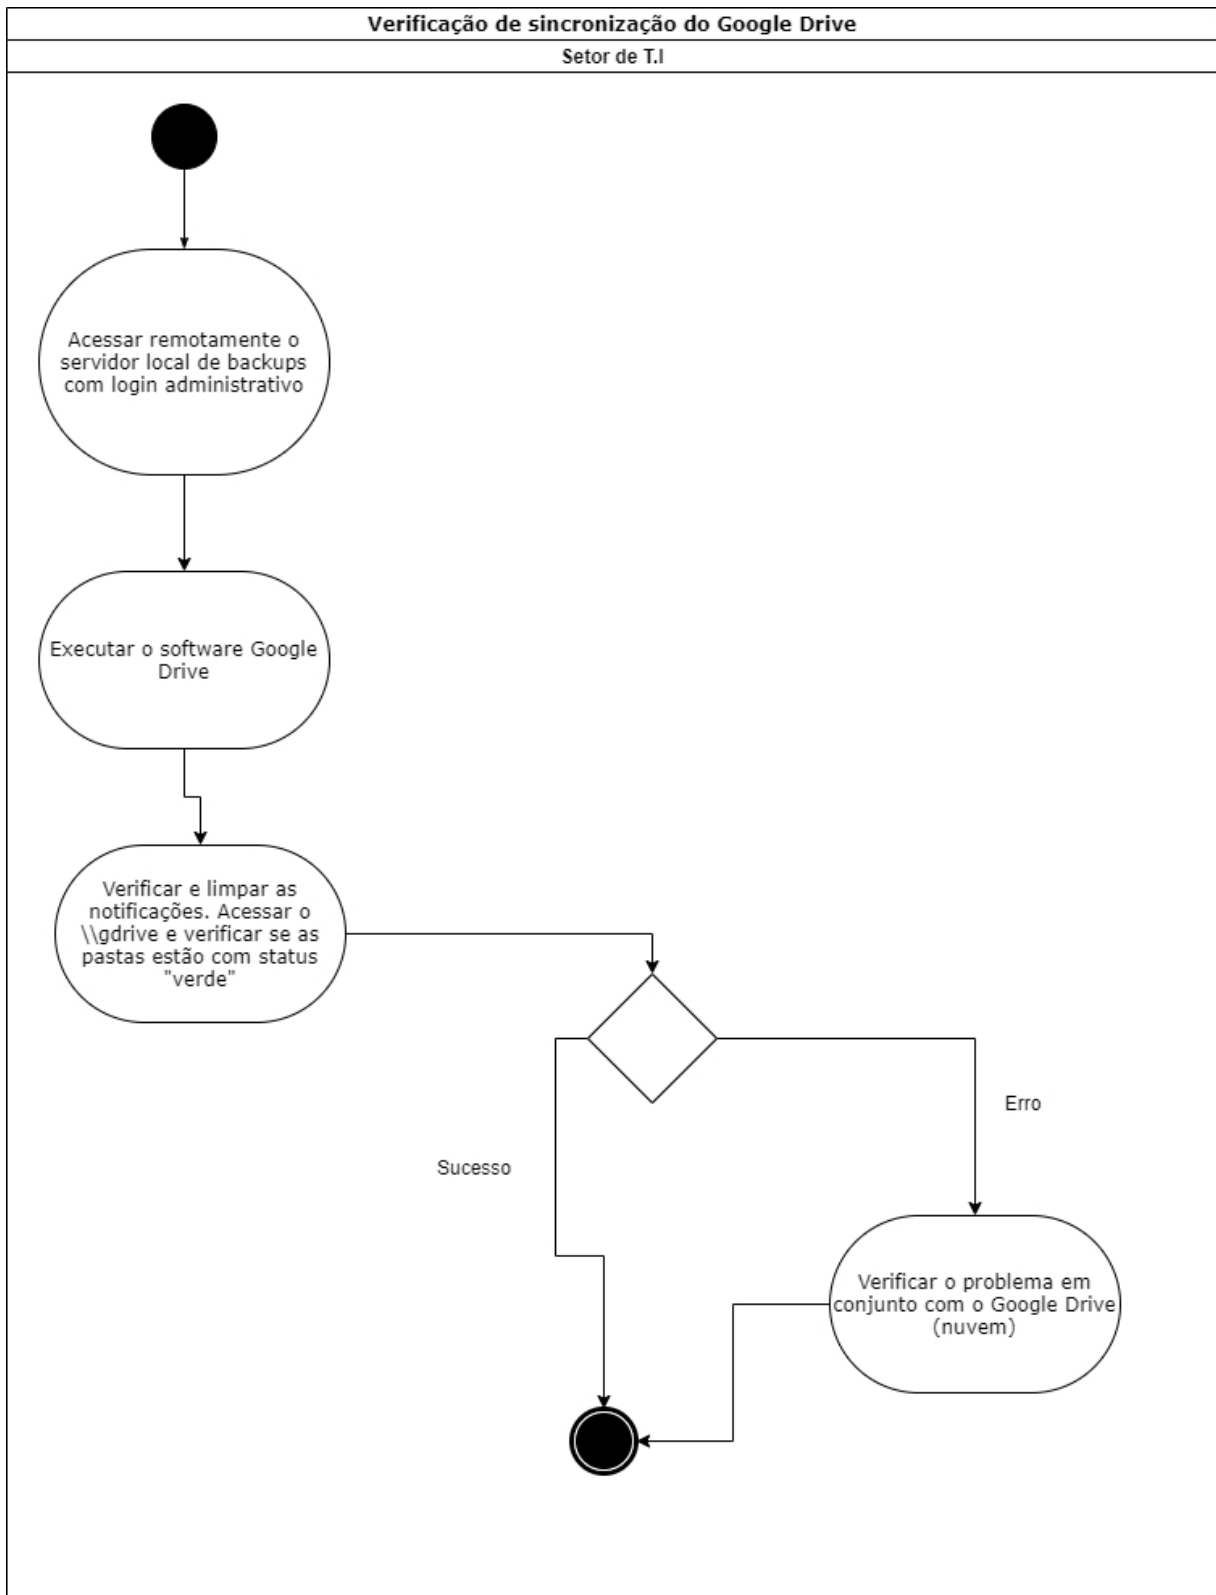 Verificação de sincronização do Google Drive
Setor de T.I
Acessar remotamente o
servidor local de backups
com login administrativo
Executar o software Google
Drive
Verificar e limpar as
notificações. Acessar o
\\gdrive e verificar se as
pastas estão com status
"verde"
Erro
Sucesso
Verificar o problema em
conjunto com o Google Drive
(nuvem)